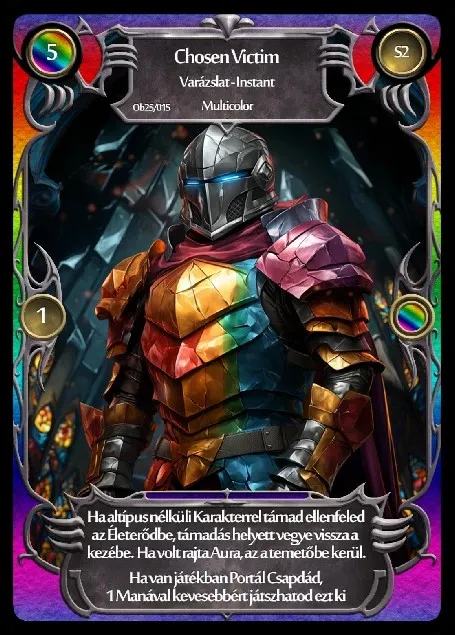 5
Chosen Victim
S2
Varázslat - Instant
Ob25/015 Multicolor
1
Ha altípus nélküli Karakterrel támad ellenfeled
az Életerődbe, támadás helyett vegye vissza a
kezébe. Ha volt rajta Aura, az a temetőbe kerül.
Ha van játékban Portál Csapdád,
1 Manával kevesebbért játszhatod ezt ki